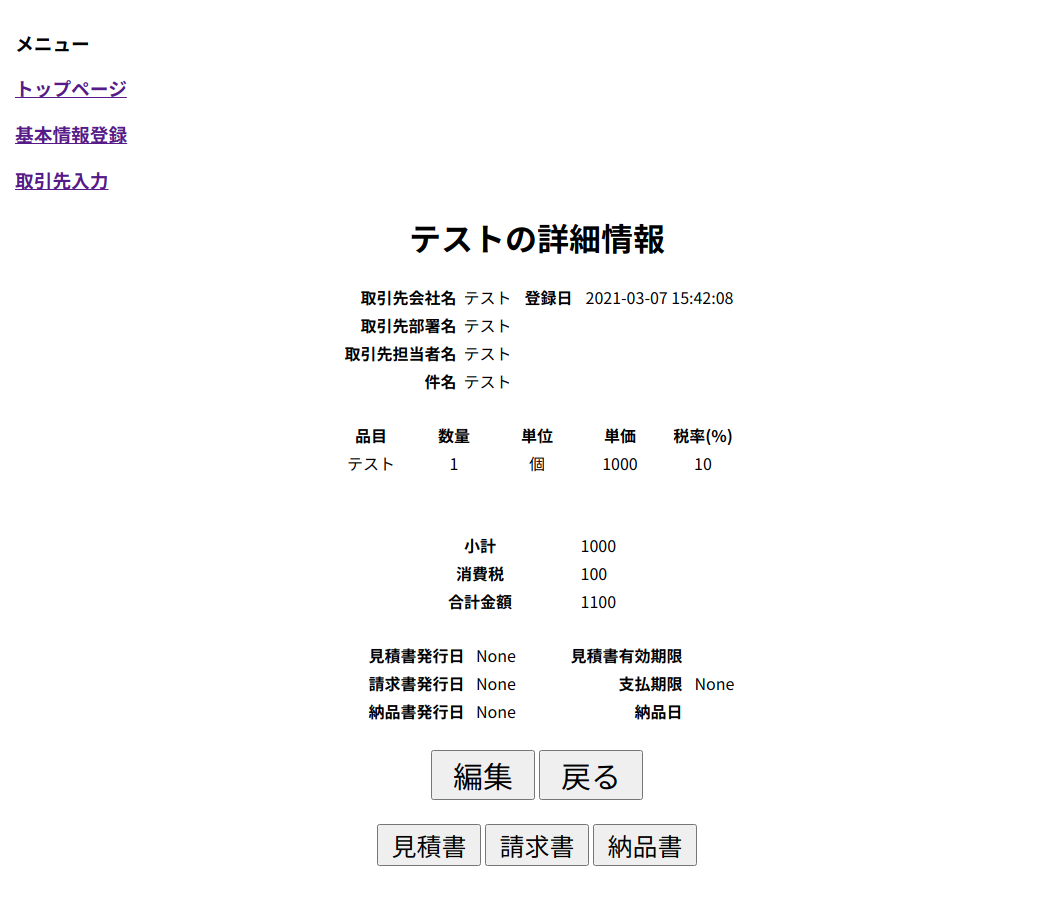 メニュー
トップページ
基本情報登録
取引先入力
テストの詳細情報
取引先会社名 テスト 登録日 2021-03-07 15:42:08
取引先部署名 テスト
取引先担当者名 テスト
件名 テスト
品目 数量 単位 単価 税率(%)
テスト 1 個 1000 10
小計 1000
消費税 100
合計金額 1100
見積書発行日 None 見積書有効期限
請求書発行日 None 支払期限 None
納品書発行日 None 納品日
編集 戻る
見積書 請求書 納品書